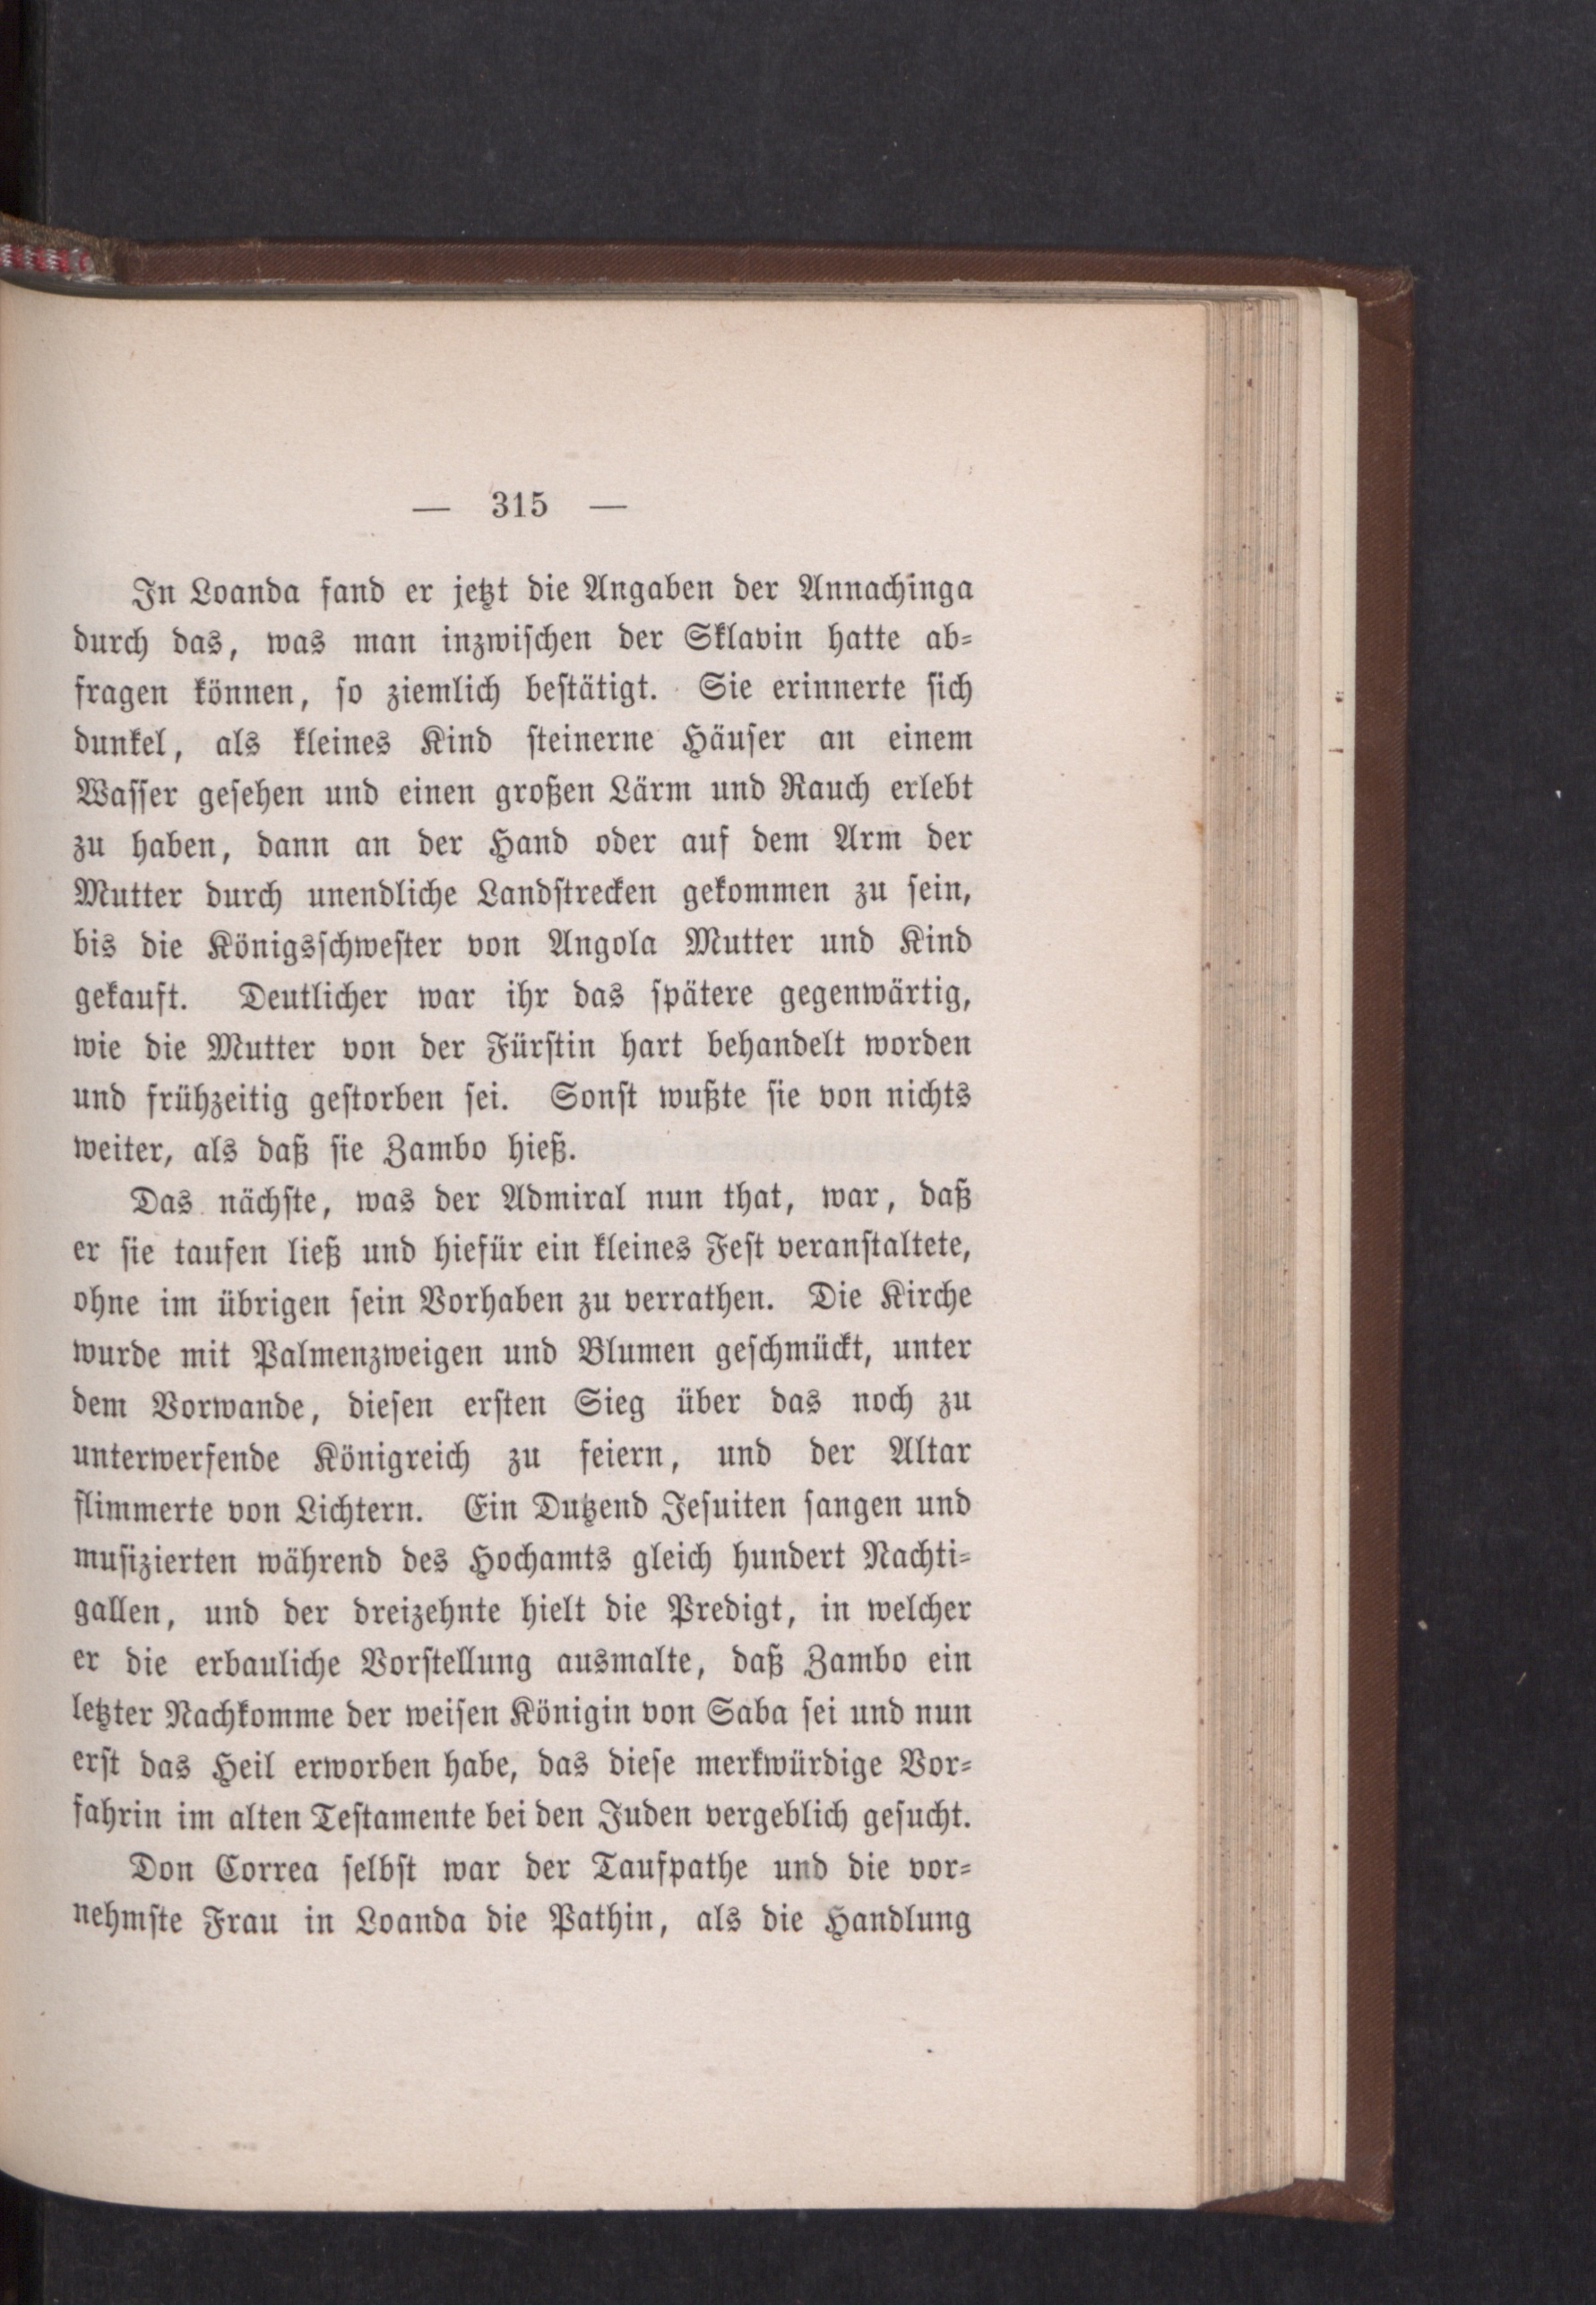 — 315 —
In Loanda fand er jetzt die Angaben der Annachinga
durch das, was man inzwischen der Sklavin hatte ab-
fragen können, so ziemlich bestätigt. Sie erinnerte sich
dunkel, als kleines Kind steinerne Häuser an einem
Wasser gesehen und einen großen Lärm und Rauch erlebt
zu haben, dann an der Hand oder auf dem Arm der
Mutter durch unendliche Landstrecken gekommen zu sein,
bis die Königsschwester von Angola Mutter und Kind
gekauft. Deutlicher war ihr das spätere gegenwärtig,
wie die Mutter von der Fürstin hart behandelt worden
und frühzeitig gestorben sei. Sonst wußte sie von nichts
weiter, als daß sie Zambo hieß.
Das nächste, was der Admiral nun that, war, daß
er sie taufen ließ und hiefür ein kleines Fest veranstaltete,
ohne im übrigen sein Vorhaben zu verrathen. Die Kirche
wurde mit Palmenzweigen und Blumen geschmückt, unter
dem Vorwande, diesen ersten Sieg über das noch zu
unterwerfende Königreich zu feiern, und der Altar
flimmerte von Lichtern. Ein Dutzend Jesuiten sangen und
musizierten während des Hochamts gleich hundert Nachti-
gallen, und der dreizehnte hielt die Predigt, in welcher
er die erbauliche Vorstellung ausmalte, daß Zambo ein
letzter Nachkomme der weisen Königin von Saba sei und nun
erst das Heil erworben habe, das diese merkwürdige Vor-
fahrin im alten Testamente bei den Juden vergeblich gesucht.
Don Correa selbst war der Taufpathe und die vor-
nehmste Frau in Loanda die Pathin, als die Handlung